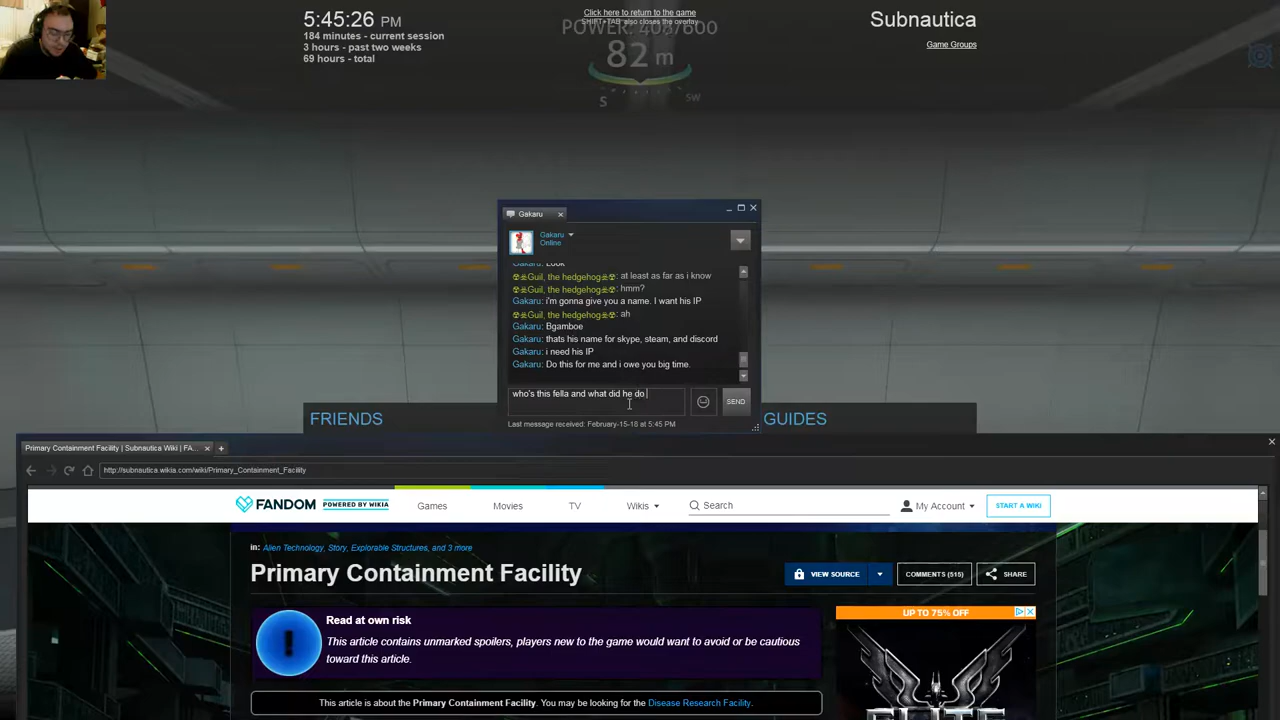 Click here to return to the game
SHIFT+TAB also closes the overlay
5:45:26 PM
184 minutes - current session
3 hours - past two weeks
69 hours - total
POWER: 408/600
82 m
S
SW
Subnautica
Game Groups
Gakaru
Gakaru
Online
Gakaru: Look
☢☠Guil, the hedgehog☠☢: at least as far as i know
☢☠Guil, the hedgehog☠☢: hmm?
Gakaru: i'm gonna give you a name. I want his IP
☢☠Guil, the hedgehog☠☢: ah
Gakaru: Bgamboe
Gakaru: thats his name for skype, steam, and discord
Gakaru: i need his IP
Gakaru: Do this for me and i owe you big time.
who's this fella and what did he do
SEND
Last message received: February-15-18 at 5:45 PM
FRIENDS
GUIDES
Primary Containment Facility | Subnautica Wiki | FA...
http://subnautica.wikia.com/wiki/Primary_Containment_Facility
FANDOM POWERED BY WIKIA
Games
Movies
TV
Wikis
Search
My Account
START A WIKI
in: Alien Technology, Story, Explorable Structures, and 3 more
Primary Containment Facility
VIEW SOURCE
COMMENTS (515)
SHARE
Read at own risk
This article contains unmarked spoilers, players new to the game would want to avoid or be cautious
toward this article.
UP TO 75% OFF
This article is about the Primary Containment Facility. You may be looking for the Disease Research Facility.
ELITE